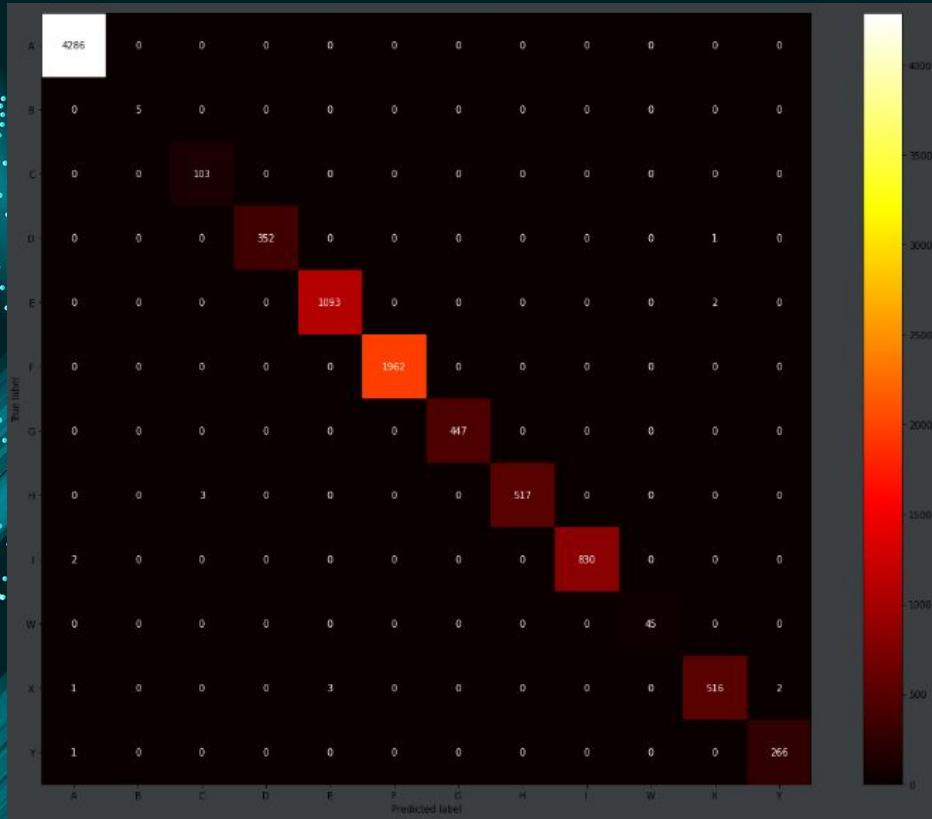 A 4286 0 0 0 0 0 0 0 0 0 0 0
4000
B 0 5 0 0 0 0 0 0 0 0 0 0
3500
C 0 0 103 0 0 0 0 0 0 0 0 0
D 0 0 0 352 0 0 0 0 0 0 1 0
3000
E 0 0 0 0 1093 0 0 0 0 0 2 0
2500
F 0 0 0 0 0 1962 0 0 0 0 0 0
True label
2000
G 0 0 0 0 0 0 447 0 0 0 0 0
H 0 0 3 0 0 0 0 517 0 0 0 0
1500
I 2 0 0 0 0 0 0 0 830 0 0 0
1000
W 0 0 0 0 0 0 0 0 0 45 0 0
X 1 0 0 0 3 0 0 0 0 0 516 2
500
Y 1 0 0 0 0 0 0 0 0 0 0 266
0
A B C D E F G H I W X Y
Predicted label